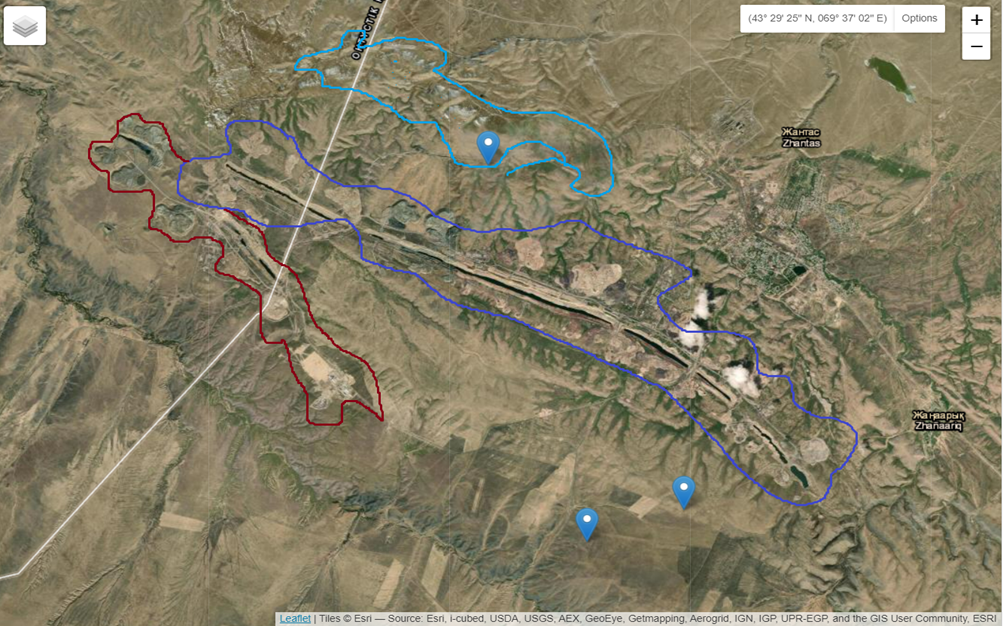 (43° 29' 25" N, 069° 37' 02" E)
Options
+
−
Жантас
Zhantas
Жаңаарық
Zhanaariq
Leaflet | Tiles © Esri — Source: Esri, i-cubed, USDA, USGS, AEX, GeoEye, Getmapping, Aerogrid, IGN, IGP, UPR-EGP, and the GIS User Community, ESRI